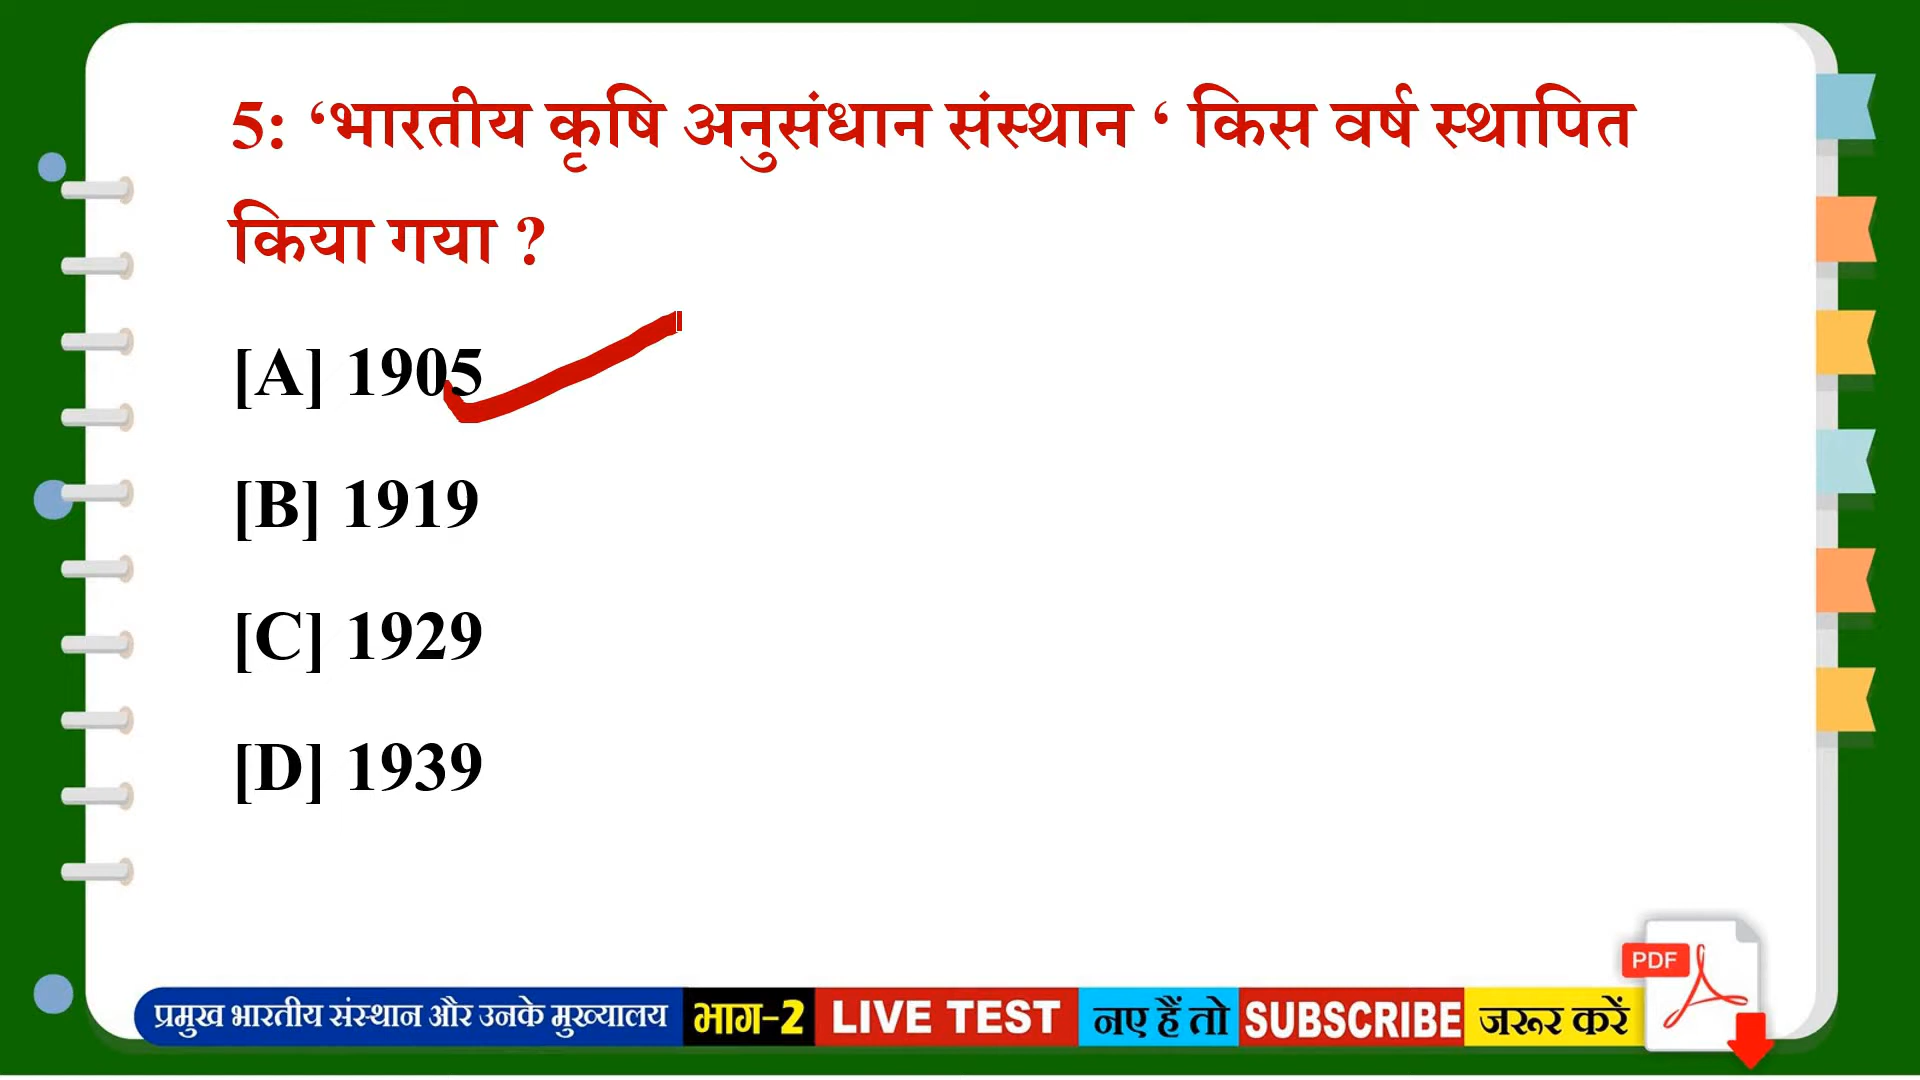 5: ‘भारतीय कृषि अनुसंधान संस्थान ‘ किस वर्ष स्थापित
किया गया ?
[A] 1905
[B] 1919
[C] 1929
[D] 1939
PDF
प्रमुख भारतीय संस्थान और उनके मुख्यालय भाग-2 LIVE TEST नए हैं तो SUBSCRIBE जरूर करें